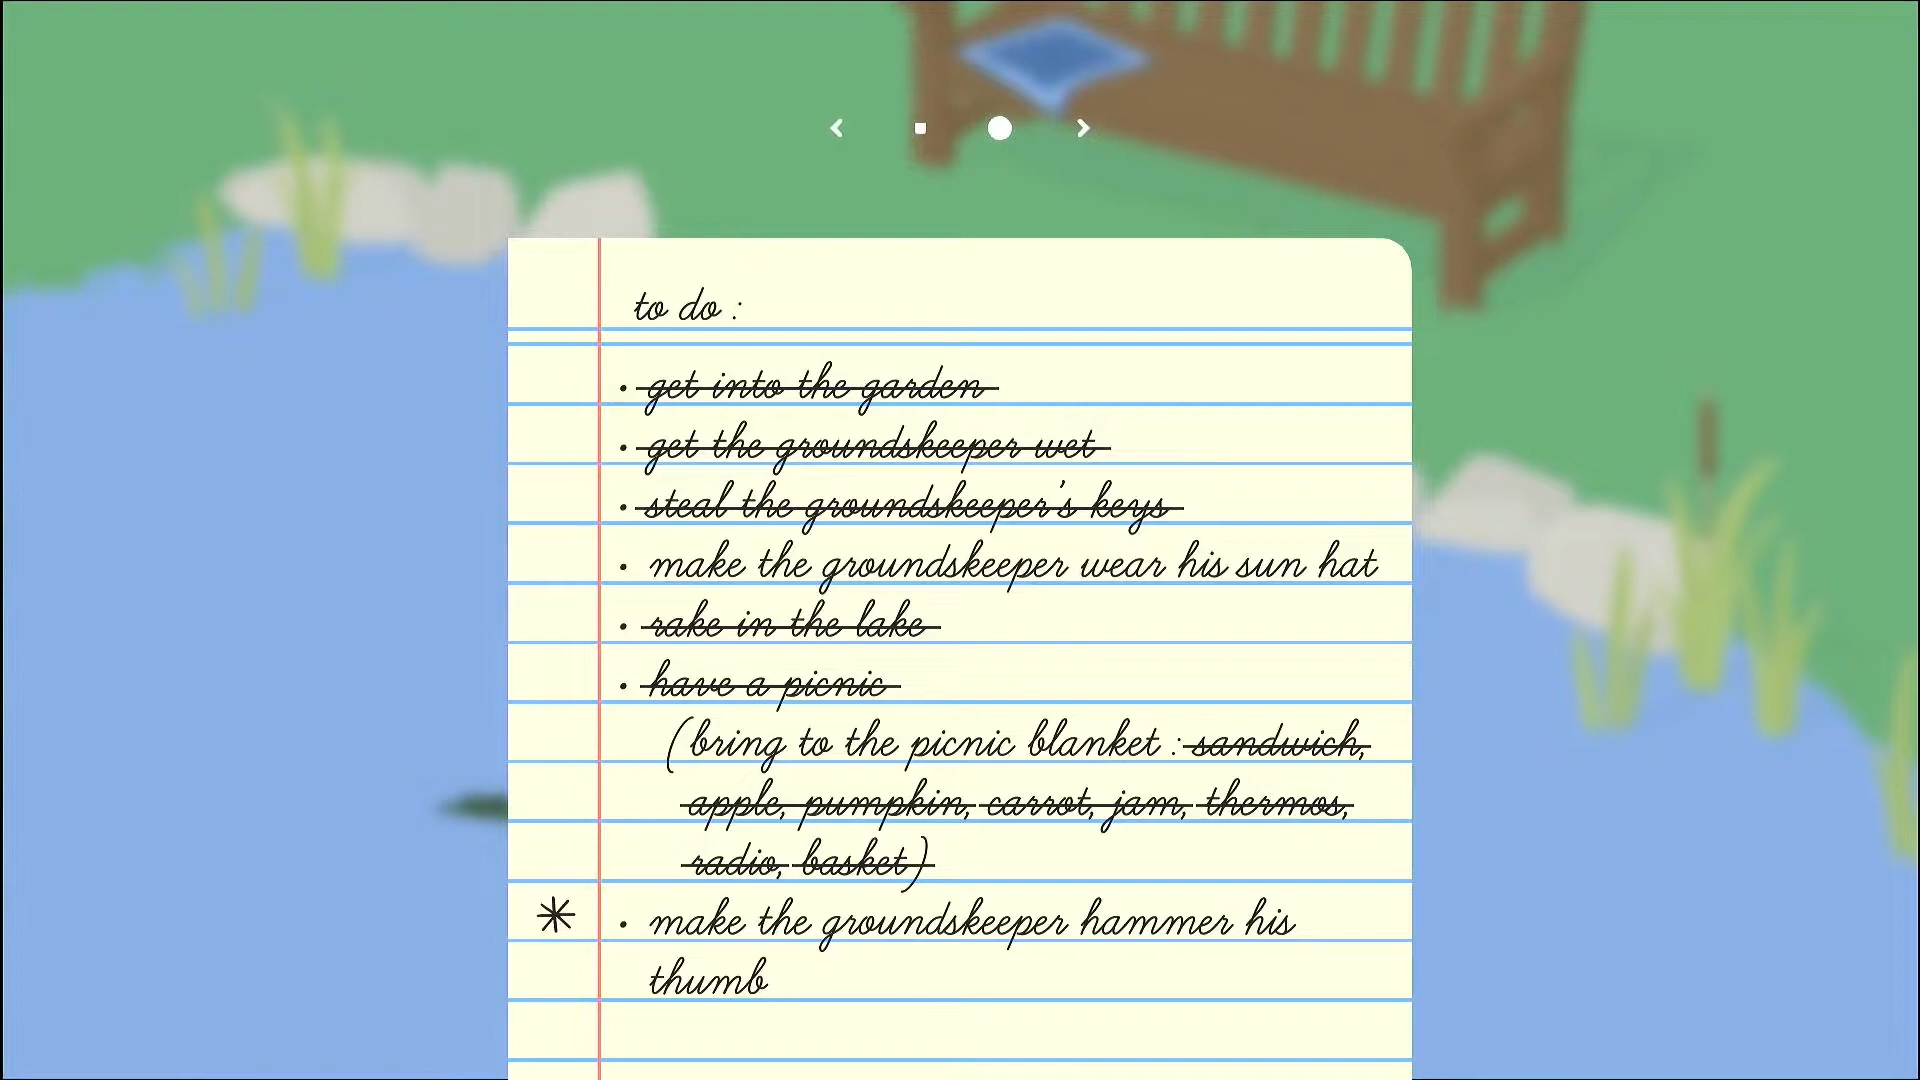 to do :
• get into the garden
• get the groundskeeper wet
• steal the groundskeeper's keys
• make the groundskeeper wear his sun hat
• rake in the lake
• have a picnic
(bring to the picnic blanket : sandwich,
apple, pumpkin, carrot, jam, thermos,
radio, basket)
* • make the groundskeeper hammer his
thumb